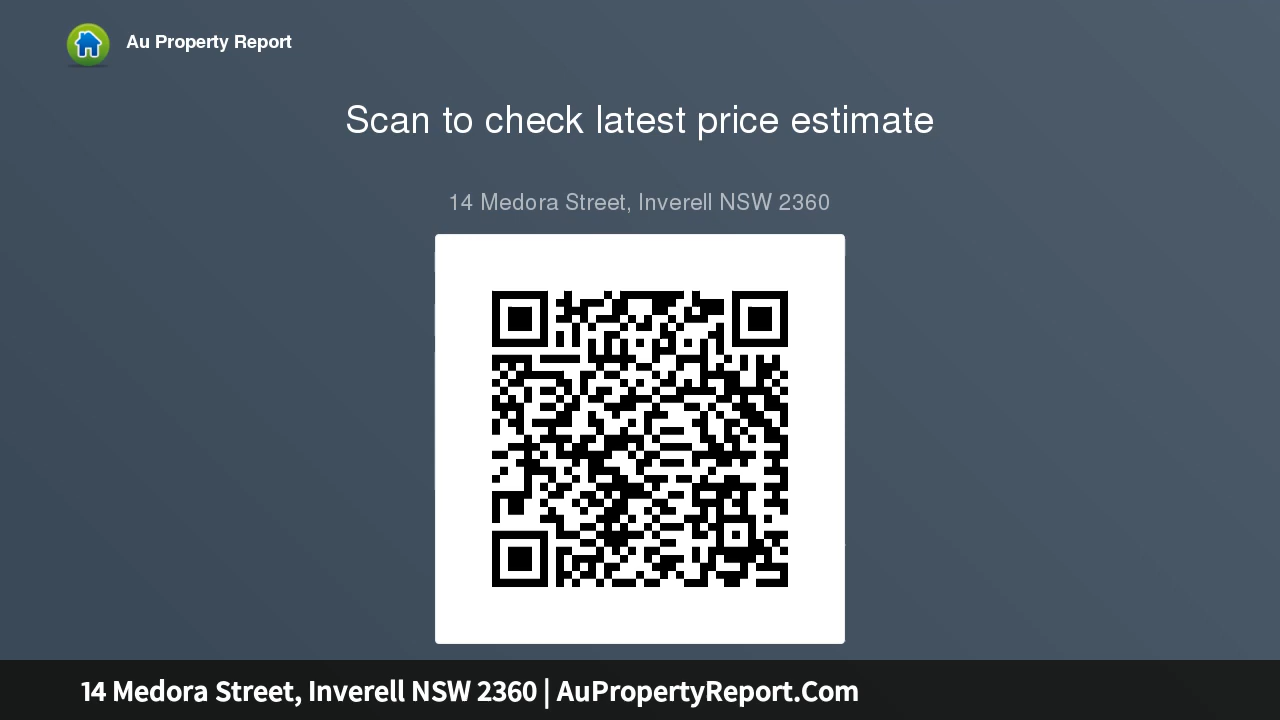 Au Property Report
Scan to check latest price estimate
14 Medora Street, Inverell NSW 2360
14 Medora Street, Inverell NSW 2360 | AuPropertyReport.Com